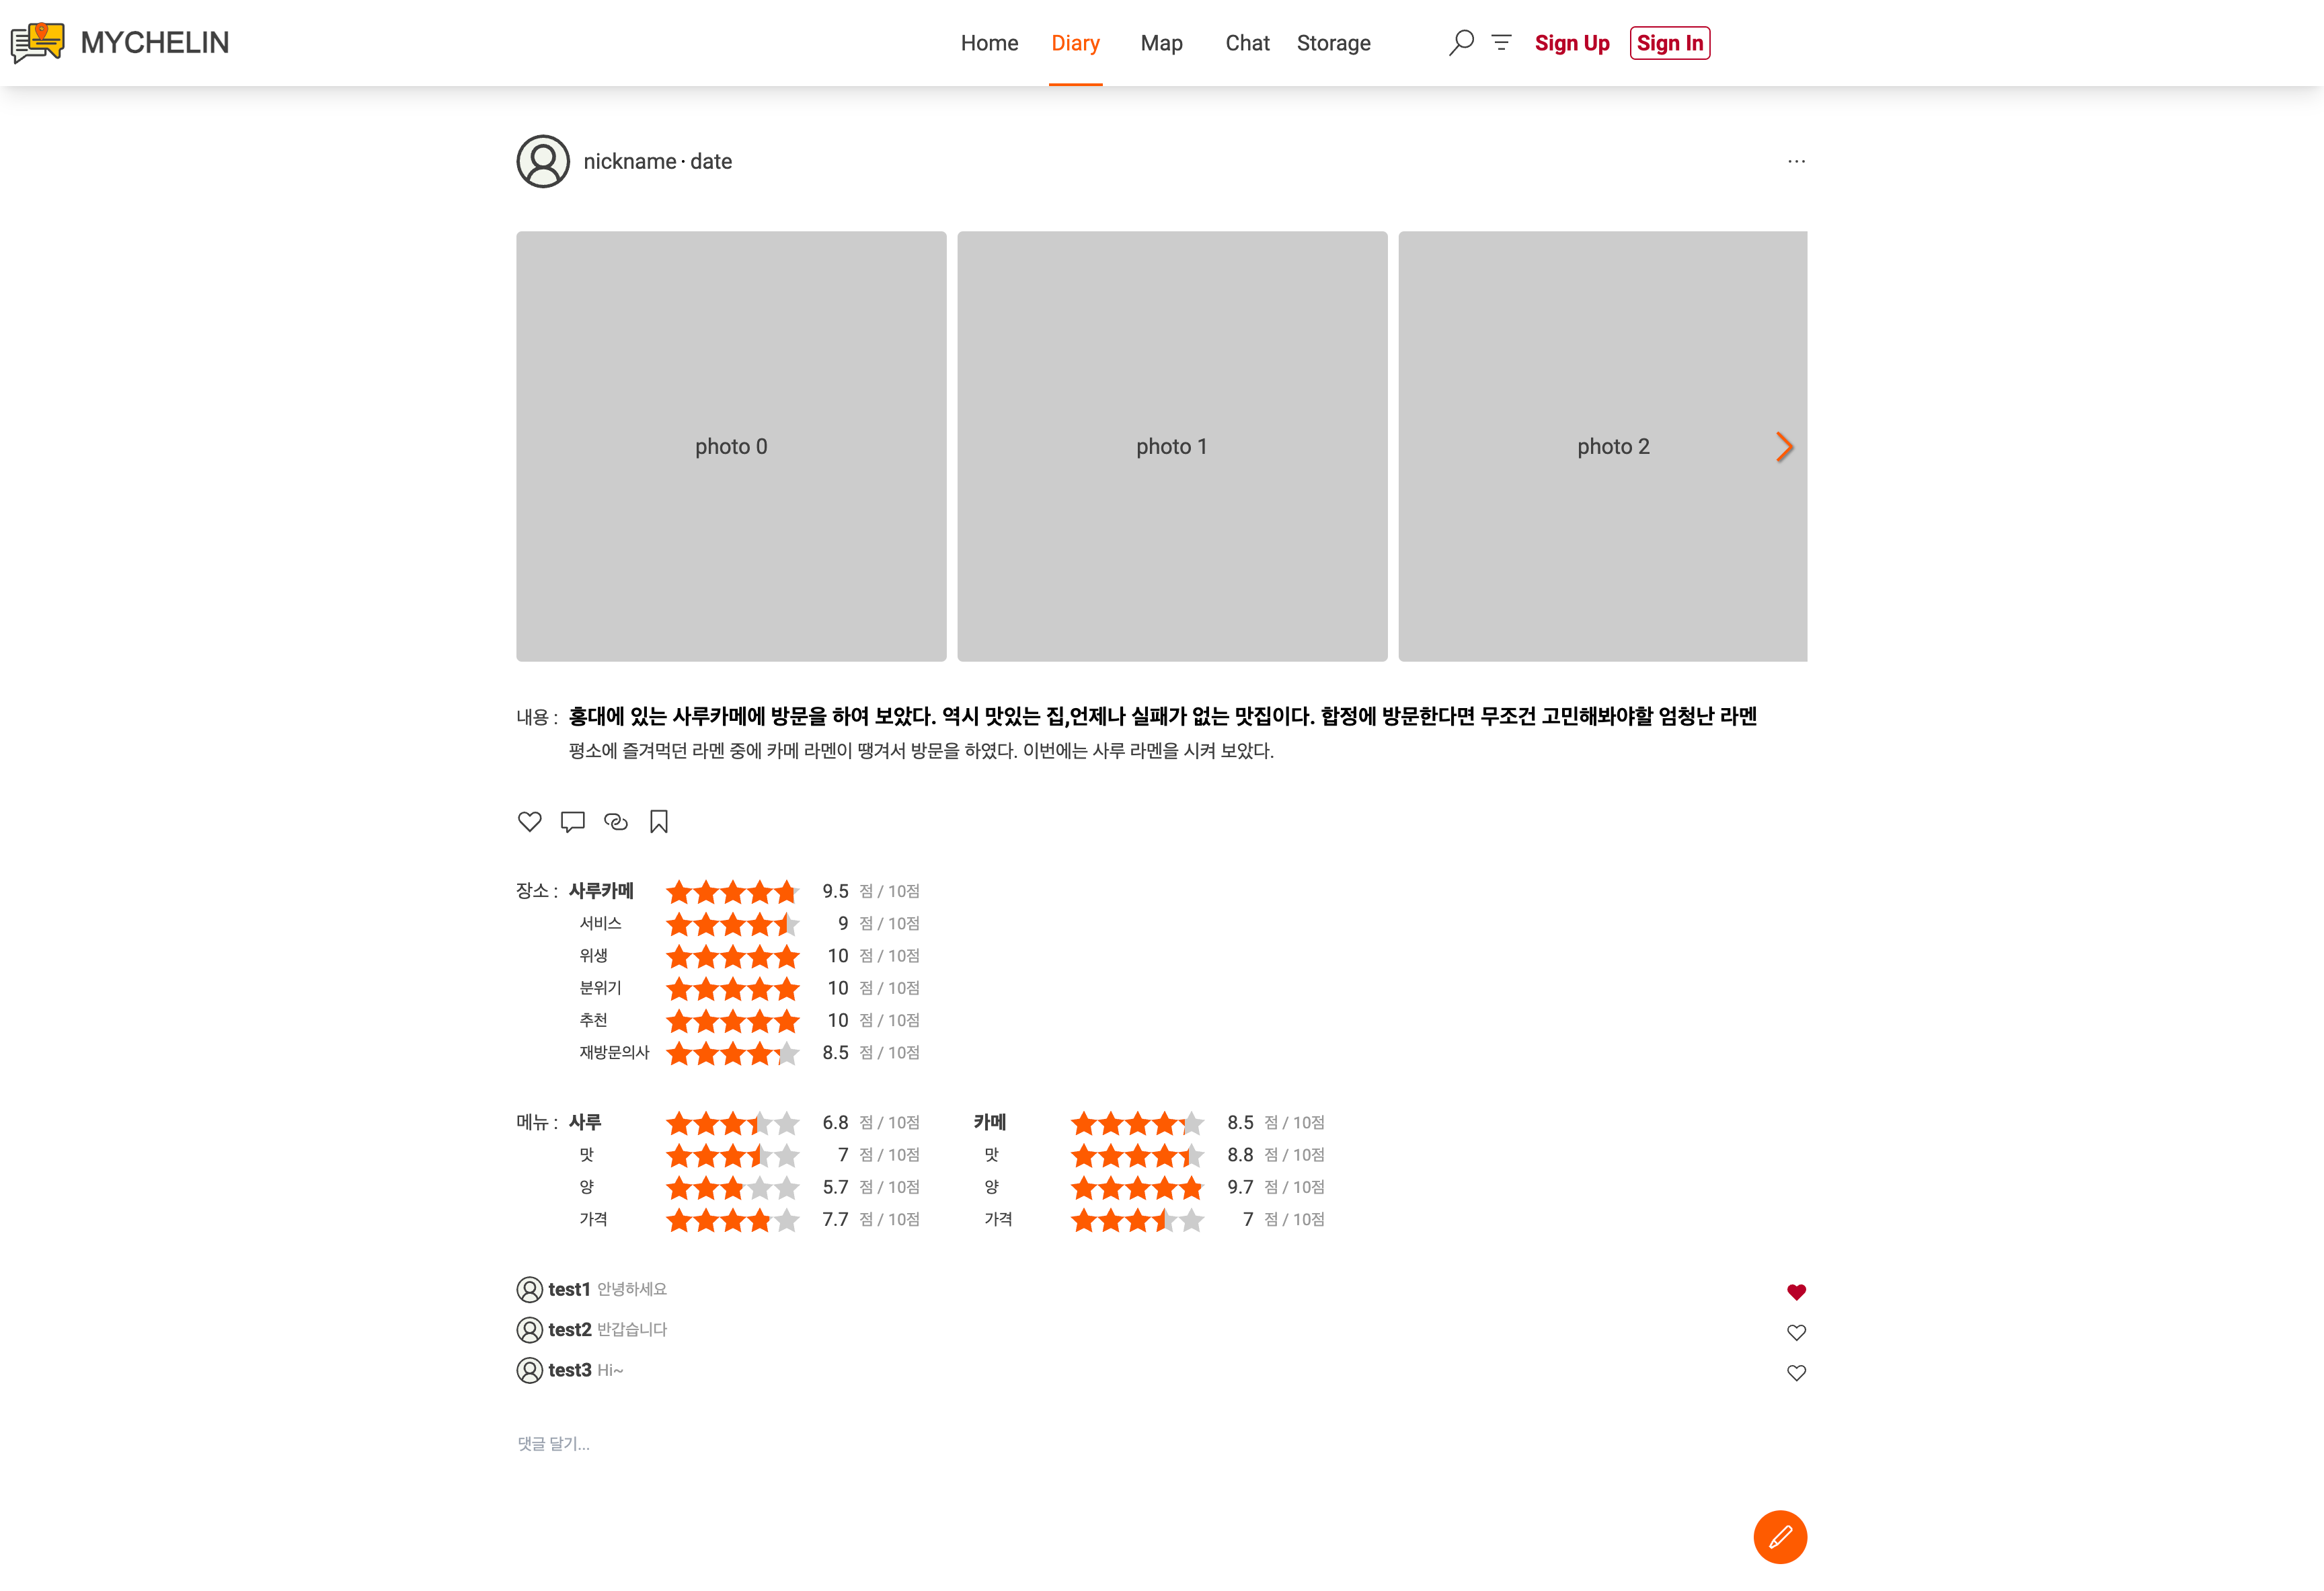 MYCHELIN Home Diary Map Chat Storage Sign Up Sign In
nickname · date ...
photo 0 photo 1 photo 2
내용 : 홍대에 있는 사루카메에 방문을 하여 보았다. 역시 맛있는 집,언제나 실패가 없는 맛집이다. 합정에 방문한다면 무조건 고민해봐야할 엄청난 라멘
평소에 즐겨먹던 라멘 중에 카메 라멘이 땡겨서 방문을 하였다. 이번에는 사루 라멘을 시켜 보았다.
장소 : 사루카메 9.5 점 / 10점
서비스 9 점 / 10점
위생 10 점 / 10점
분위기 10 점 / 10점
추천 10 점 / 10점
재방문의사 8.5 점 / 10점
메뉴 : 사루 6.8 점 / 10점 카메 8.5 점 / 10점
맛 7 점 / 10점 맛 8.8 점 / 10점
양 5.7 점 / 10점 양 9.7 점 / 10점
가격 7.7 점 / 10점 가격 7 점 / 10점
test1 안녕하세요
test2 반갑습니다
test3 Hi~
댓글 달기...